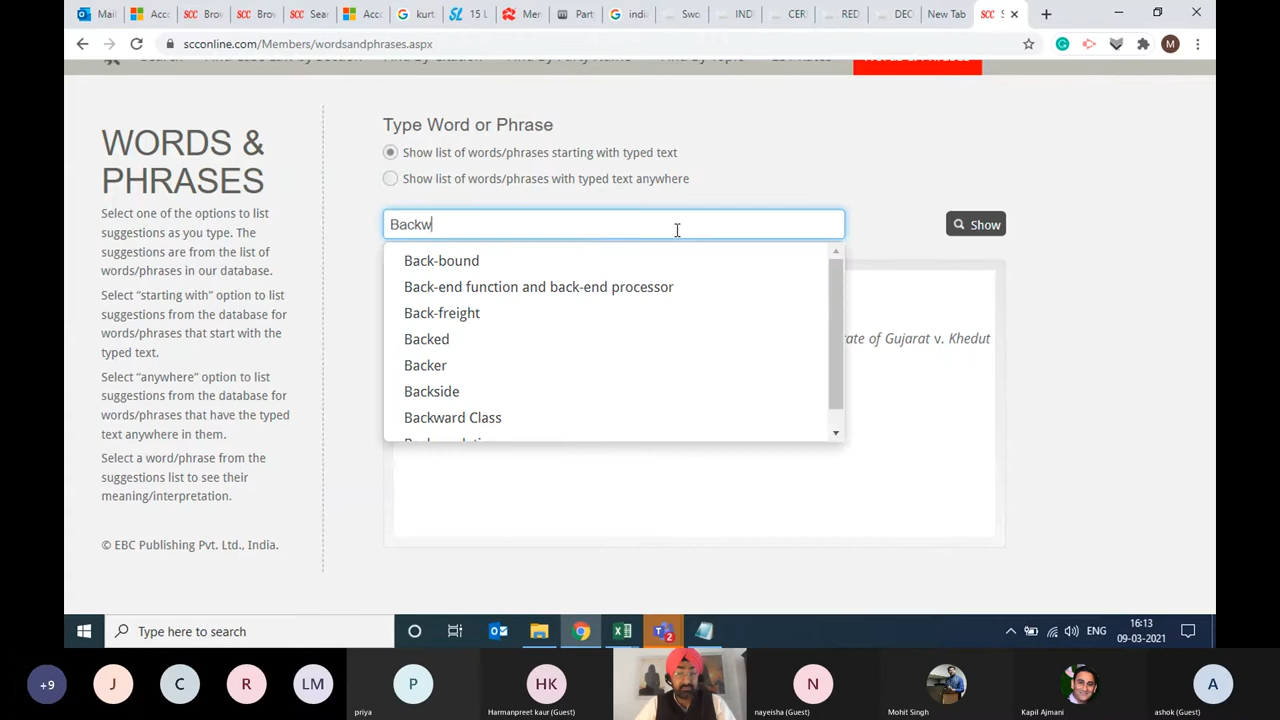 Mail
Acc
Brov
Brov
Sear
Acc
kurt
15 L
Mer
Part
indi
Swo
IND
CER
RED
DEC
New Tab
SCC S
scconline.com/Members/wordsandphrases.aspx
M
WORDS &
PHRASES
Select one of the options to list
suggestions as you type. The
suggestions are from the list of
words/phrases in our database.
Select “starting with” option to list
suggestions from the database for
words/phrases that start with the
typed text.
Select “anywhere” option to list
suggestions from the database for
words/phrases that have the typed
text anywhere in them.
Select a word/phrase from the
suggestions list to see their
meaning/interpretation.
© EBC Publishing Pvt. Ltd., India.
Type Word or Phrase
Show list of words/phrases starting with typed text
Show list of words/phrases with typed text anywhere
Backw
Show
Back-bound
Back-end function and back-end processor
Back-freight
Backed
Backer
Backside
Backward Class
ate of Gujarat v. Khedut
Type here to search
2
ENG
16:13
09-03-2021
+9
J
C
R
LM
P
priya
HK
Harmanpreet kaur (Guest)
N
nayeisha (Guest)
Mohit Singh
Kapil Ajmani
A
ashok (Guest)